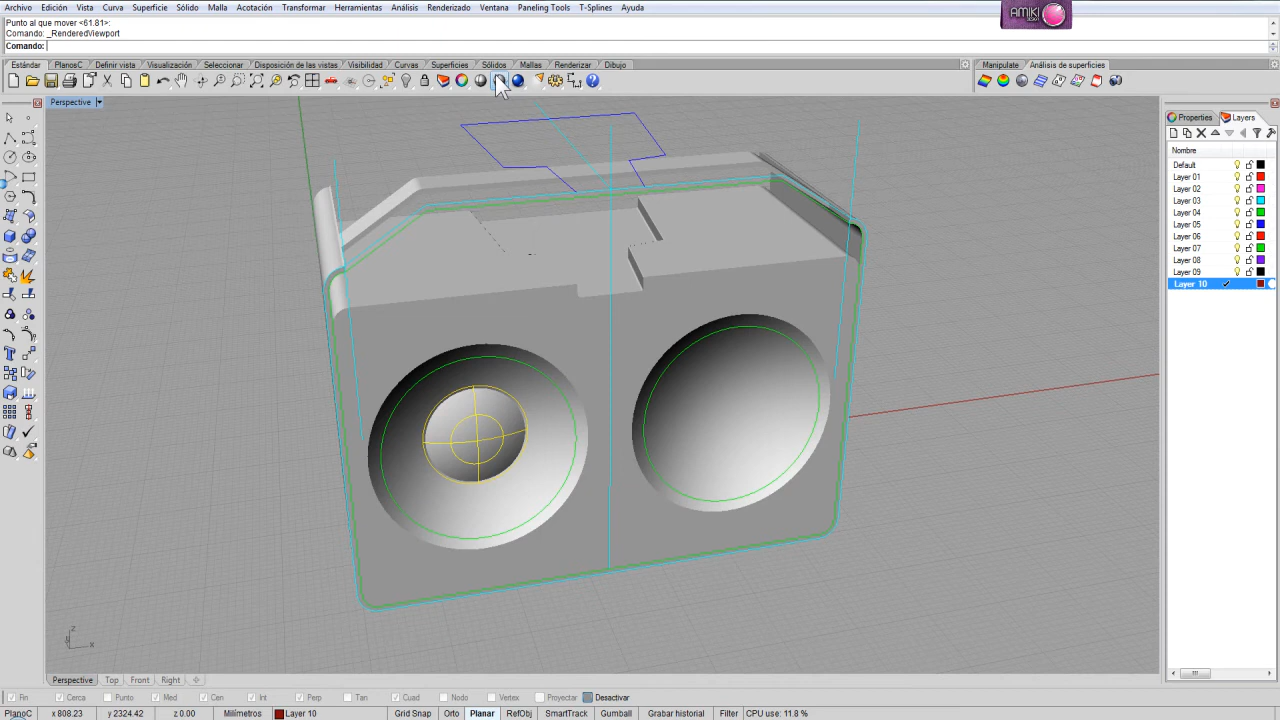 Archivo Edición Vista Curva Superficie Sólido Malla Acotación Transformar Herramientas Análisis Renderizado Ventana Paneling Tools T-Splines Ayuda
AMIKI
Punto al que mover <61.81>:
Comando: _RenderedViewport
Comando:
Estándar PlanosC Definir vista Visualización Seleccionar Disposición de las vistas Visibilidad Curvas Superficies Sólidos Mallas Renderizar Dibujo Manipulate Análisis de superficies
Perspective
Properties Layers
Nombre
Default
Layer 01
Layer 02
Layer 03
Layer 04
Layer 05
Layer 06
Layer 07
Layer 08
Layer 09
Layer 10
z
x
Perspective Top Front Right
Fin Cerca Punto Med Cen Int Perp Tan Cuad Nodo Vertex Proyectar Desactivar
PlanoC x 808.23 y 2324.42 z 0.00 Milímetros Layer 10 Grid Snap Orto Planar RefObj SmartTrack Gumball Grabar historial Filter CPU use: 11.8 %